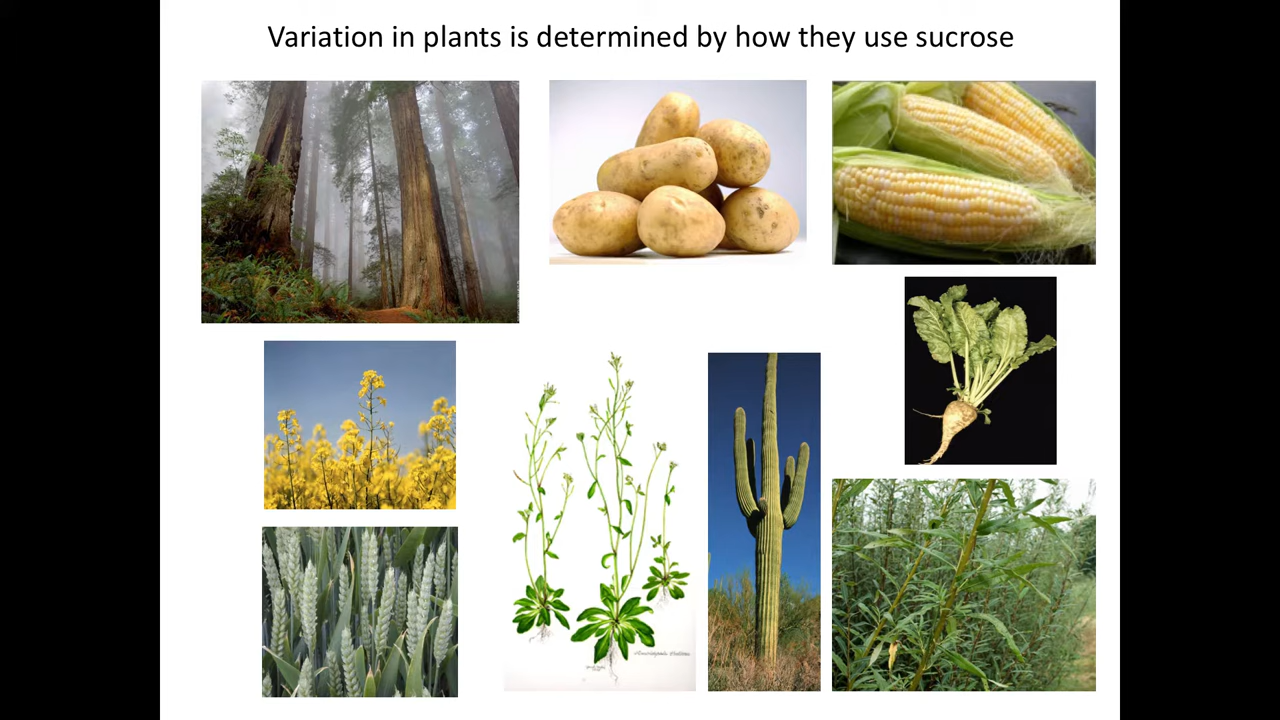 Variation in plants is determined by how they use sucrose